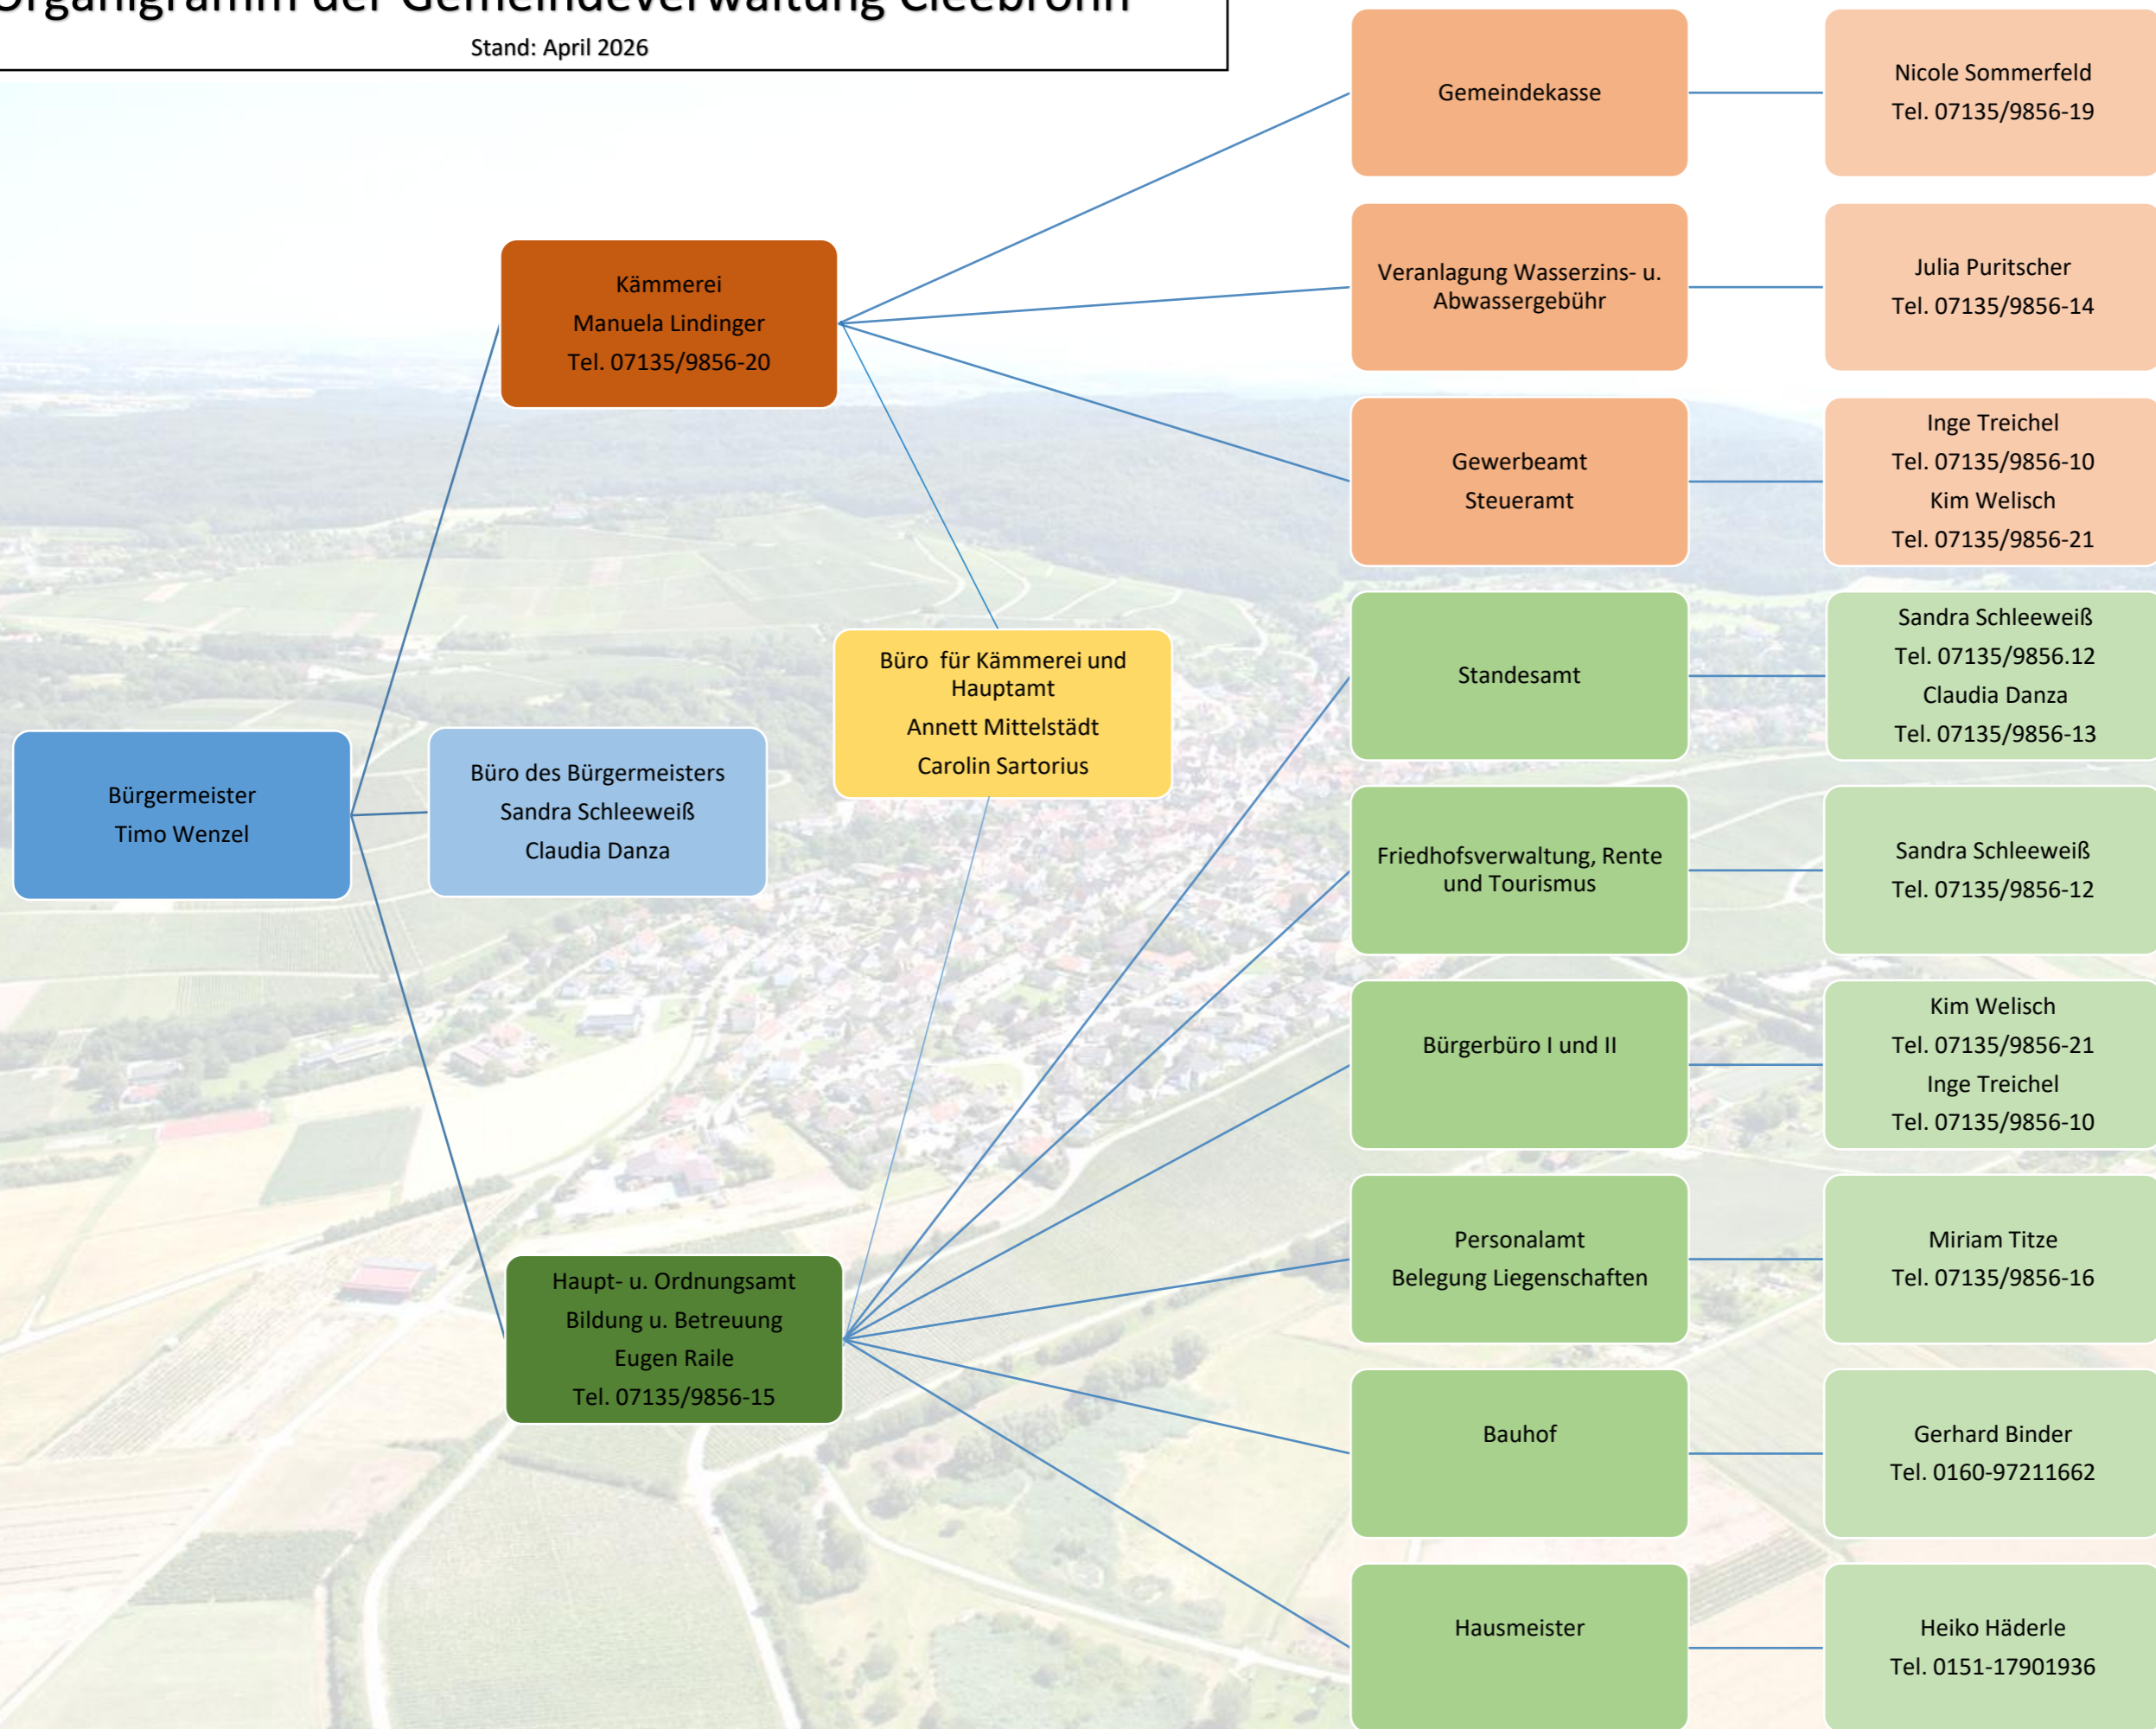 Organigramm der Gemeindeverwaltung Cleebronn
Stand: April 2026
Bürgermeister
Timo Wenzel
Büro des Bürgermeisters
Sandra Schleeweiß
Claudia Danza
Kämmerei
Manuela Lindinger
Tel. 07135/9856-20
Büro  für Kämmerei und
Hauptamt
Annett Mittelstädt
Carolin Sartorius
Haupt- u. Ordnungsamt
Bildung u. Betreuung
Eugen Raile
Tel. 07135/9856-15
Gemeindekasse
Nicole Sommerfeld
Tel. 07135/9856-19
Veranlagung Wasserzins- u.
Abwassergebühr
Julia Puritscher
Tel. 07135/9856-14
Gewerbeamt
Steueramt
Inge Treichel
Tel. 07135/9856-10
Kim Welisch
Tel. 07135/9856-21
Standesamt
Sandra Schleeweiß
Tel. 07135/9856.12
Claudia Danza
Tel. 07135/9856-13
Friedhofsverwaltung, Rente
und Tourismus
Sandra Schleeweiß
Tel. 07135/9856-12
Bürgerbüro I und II
Kim Welisch
Tel. 07135/9856-21
Inge Treichel
Tel. 07135/9856-10
Personalamt
Belegung Liegenschaften
Miriam Titze
Tel. 07135/9856-16
Bauhof
Gerhard Binder
Tel. 0160-97211662
Hausmeister
Heiko Häderle
Tel. 0151-17901936